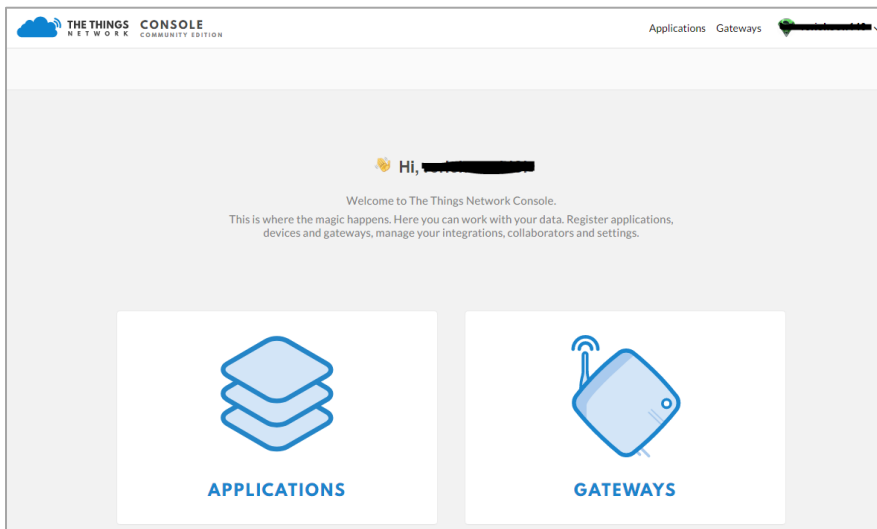 THE THINGS NETWORK CONSOLE COMMUNITY EDITION
Applications Gateways
Hi,
Welcome to The Things Network Console.
This is where the magic happens. Here you can work with your data. Register applications,
devices and gateways, manage your integrations, collaborators and settings.
APPLICATIONS
GATEWAYS